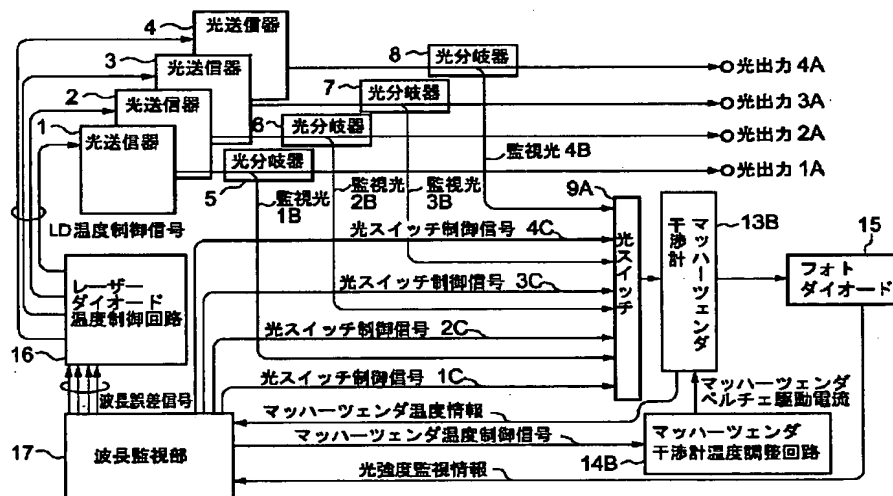 4
光送信器
3
光送信器
2
光送信器
1
光送信器
8
光分岐器
7
光分岐器
6
光分岐器
光分岐器
5
光出力 4A
光出力 3A
光出力 2A
光出力 1A
監視光 4B
監視光
3B
監視光
2B
監視光
1B
9A
光スイッチ
マッハーツェンダ
干渉計
13B
15
フォト
ダイオード
LD温度制御信号
光スイッチ制御信号 4C
光スイッチ制御信号 3C
光スイッチ制御信号 2C
光スイッチ制御信号 1C
レーザー
ダイオード
温度制御回路
16
波長誤差信号
マッハーツェンダ
ペルチェ駆動電流
マッハーツェンダ温度情報
マッハーツェンダ温度制御信号
光強度監視情報
17
波長監視部
マッハーツェンダ
干渉計温度調整回路
14B